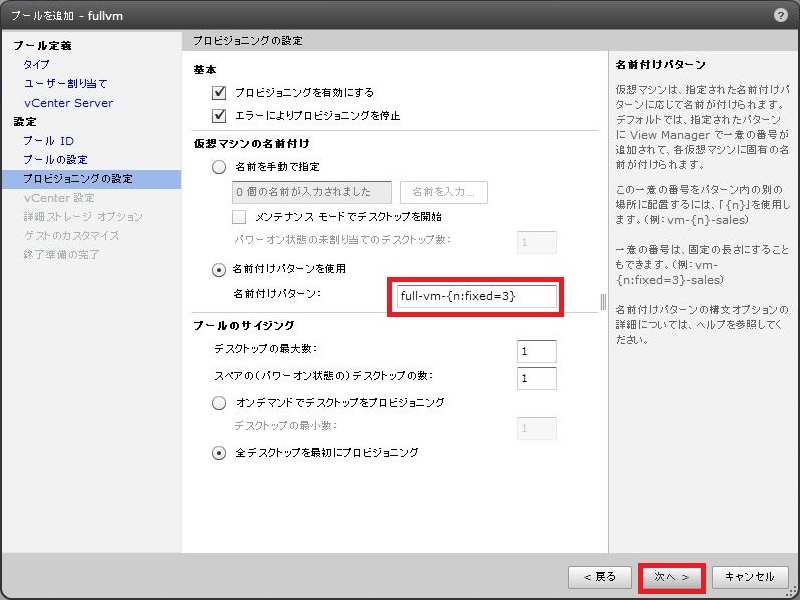 プールを追加 - fullvm
?
プール定義
タイプ
ユーザー割り当て
vCenter Server
設定
プール ID
プールの設定
プロビジョニングの設定
vCenter 設定
詳細ストレージ オプション
ゲストのカスタマイズ
終了準備の完了
プロビジョニングの設定
基本
プロビジョニングを有効にする
エラーによりプロビジョニングを停止
仮想マシンの名前付け
名前を手動で指定
0 個の名前が入力されました
名前を入力...
メンテナンス モードでデスクトップを開始
パワーオン状態の未割り当てのデスクトップ数:
1
名前付けパターンを使用
名前付けパターン:
full-vm-{n:fixed=3}
プールのサイジング
デスクトップの最大数:
1
スペアの(パワーオン状態の)デスクトップの数:
1
オンデマンドでデスクトップをプロビジョニング
デスクトップの最小数:
1
全デスクトップを最初にプロビジョニング
名前付けパターン
仮想マシンは、指定された名前付けパ
ターンに応じて名前が付けられます。
デフォルトでは、指定されたパターン
に View Manager で一意の番号が
追加されて、各仮想マシンに固有の名
前が付けられます。
この一意の番号をパターン内の別の
場所に配置するには、「{n}」を使用し
ます。(例: vm-{n}-sales)
一意の番号は、固定の長さにすること
もできます。(例: vm-
{n:fixed=3}-sales)
名前付けパターンの構文オプションの
詳細については、ヘルプを参照してく
ださい。
< 戻る
次へ >
キャンセル